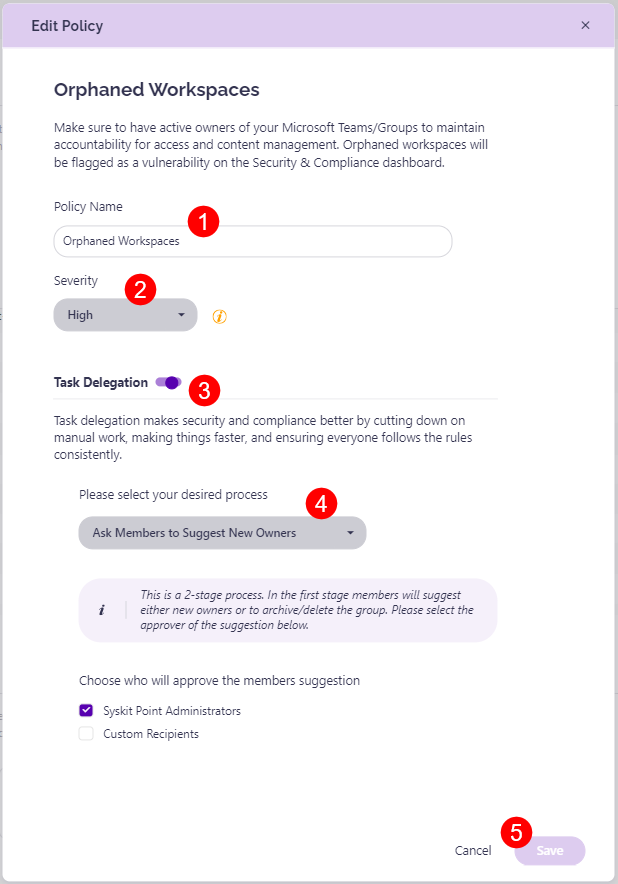 Edit Policy
×
Orphaned Workspaces
Make sure to have active owners of your Microsoft Teams/Groups to maintain
accountability for access and content management. Orphaned workspaces will
be flagged as a vulnerability on the Security & Compliance dashboard.
Policy Name
1
Orphaned Workspaces
Severity
2
High
i
Task Delegation
3
Task delegation makes security and compliance better by cutting down on
manual work, making things faster, and ensuring everyone follows the rules
consistently.
Please select your desired process
4
Ask Members to Suggest New Owners
i
This is a 2-stage process. In the first stage members will suggest
either new owners or to archive/delete the group. Please select the
approver of the suggestion below.
Choose who will approve the members suggestion
Syskit Point Administrators
Custom Recipients
5
Cancel
Save